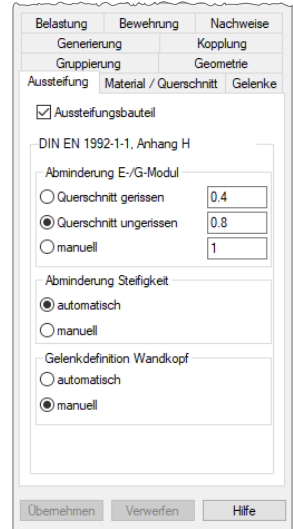 Belastung Bewehrung Nachweise
Generierung Kopplung
Gruppierung Geometrie
Aussteifung Material / Querschnitt Gelenke
Aussteifungsbauteil
DIN EN 1992-1-1, Anhang H
Abminderung E-/G-Modul
Querschnitt gerissen 0.4
Querschnitt ungerissen 0.8
manuell 1
Abminderung Steifigkeit
automatisch
manuell
Gelenkdefinition Wandkopf
automatisch
manuell
Übernehmen Verwerfen Hilfe